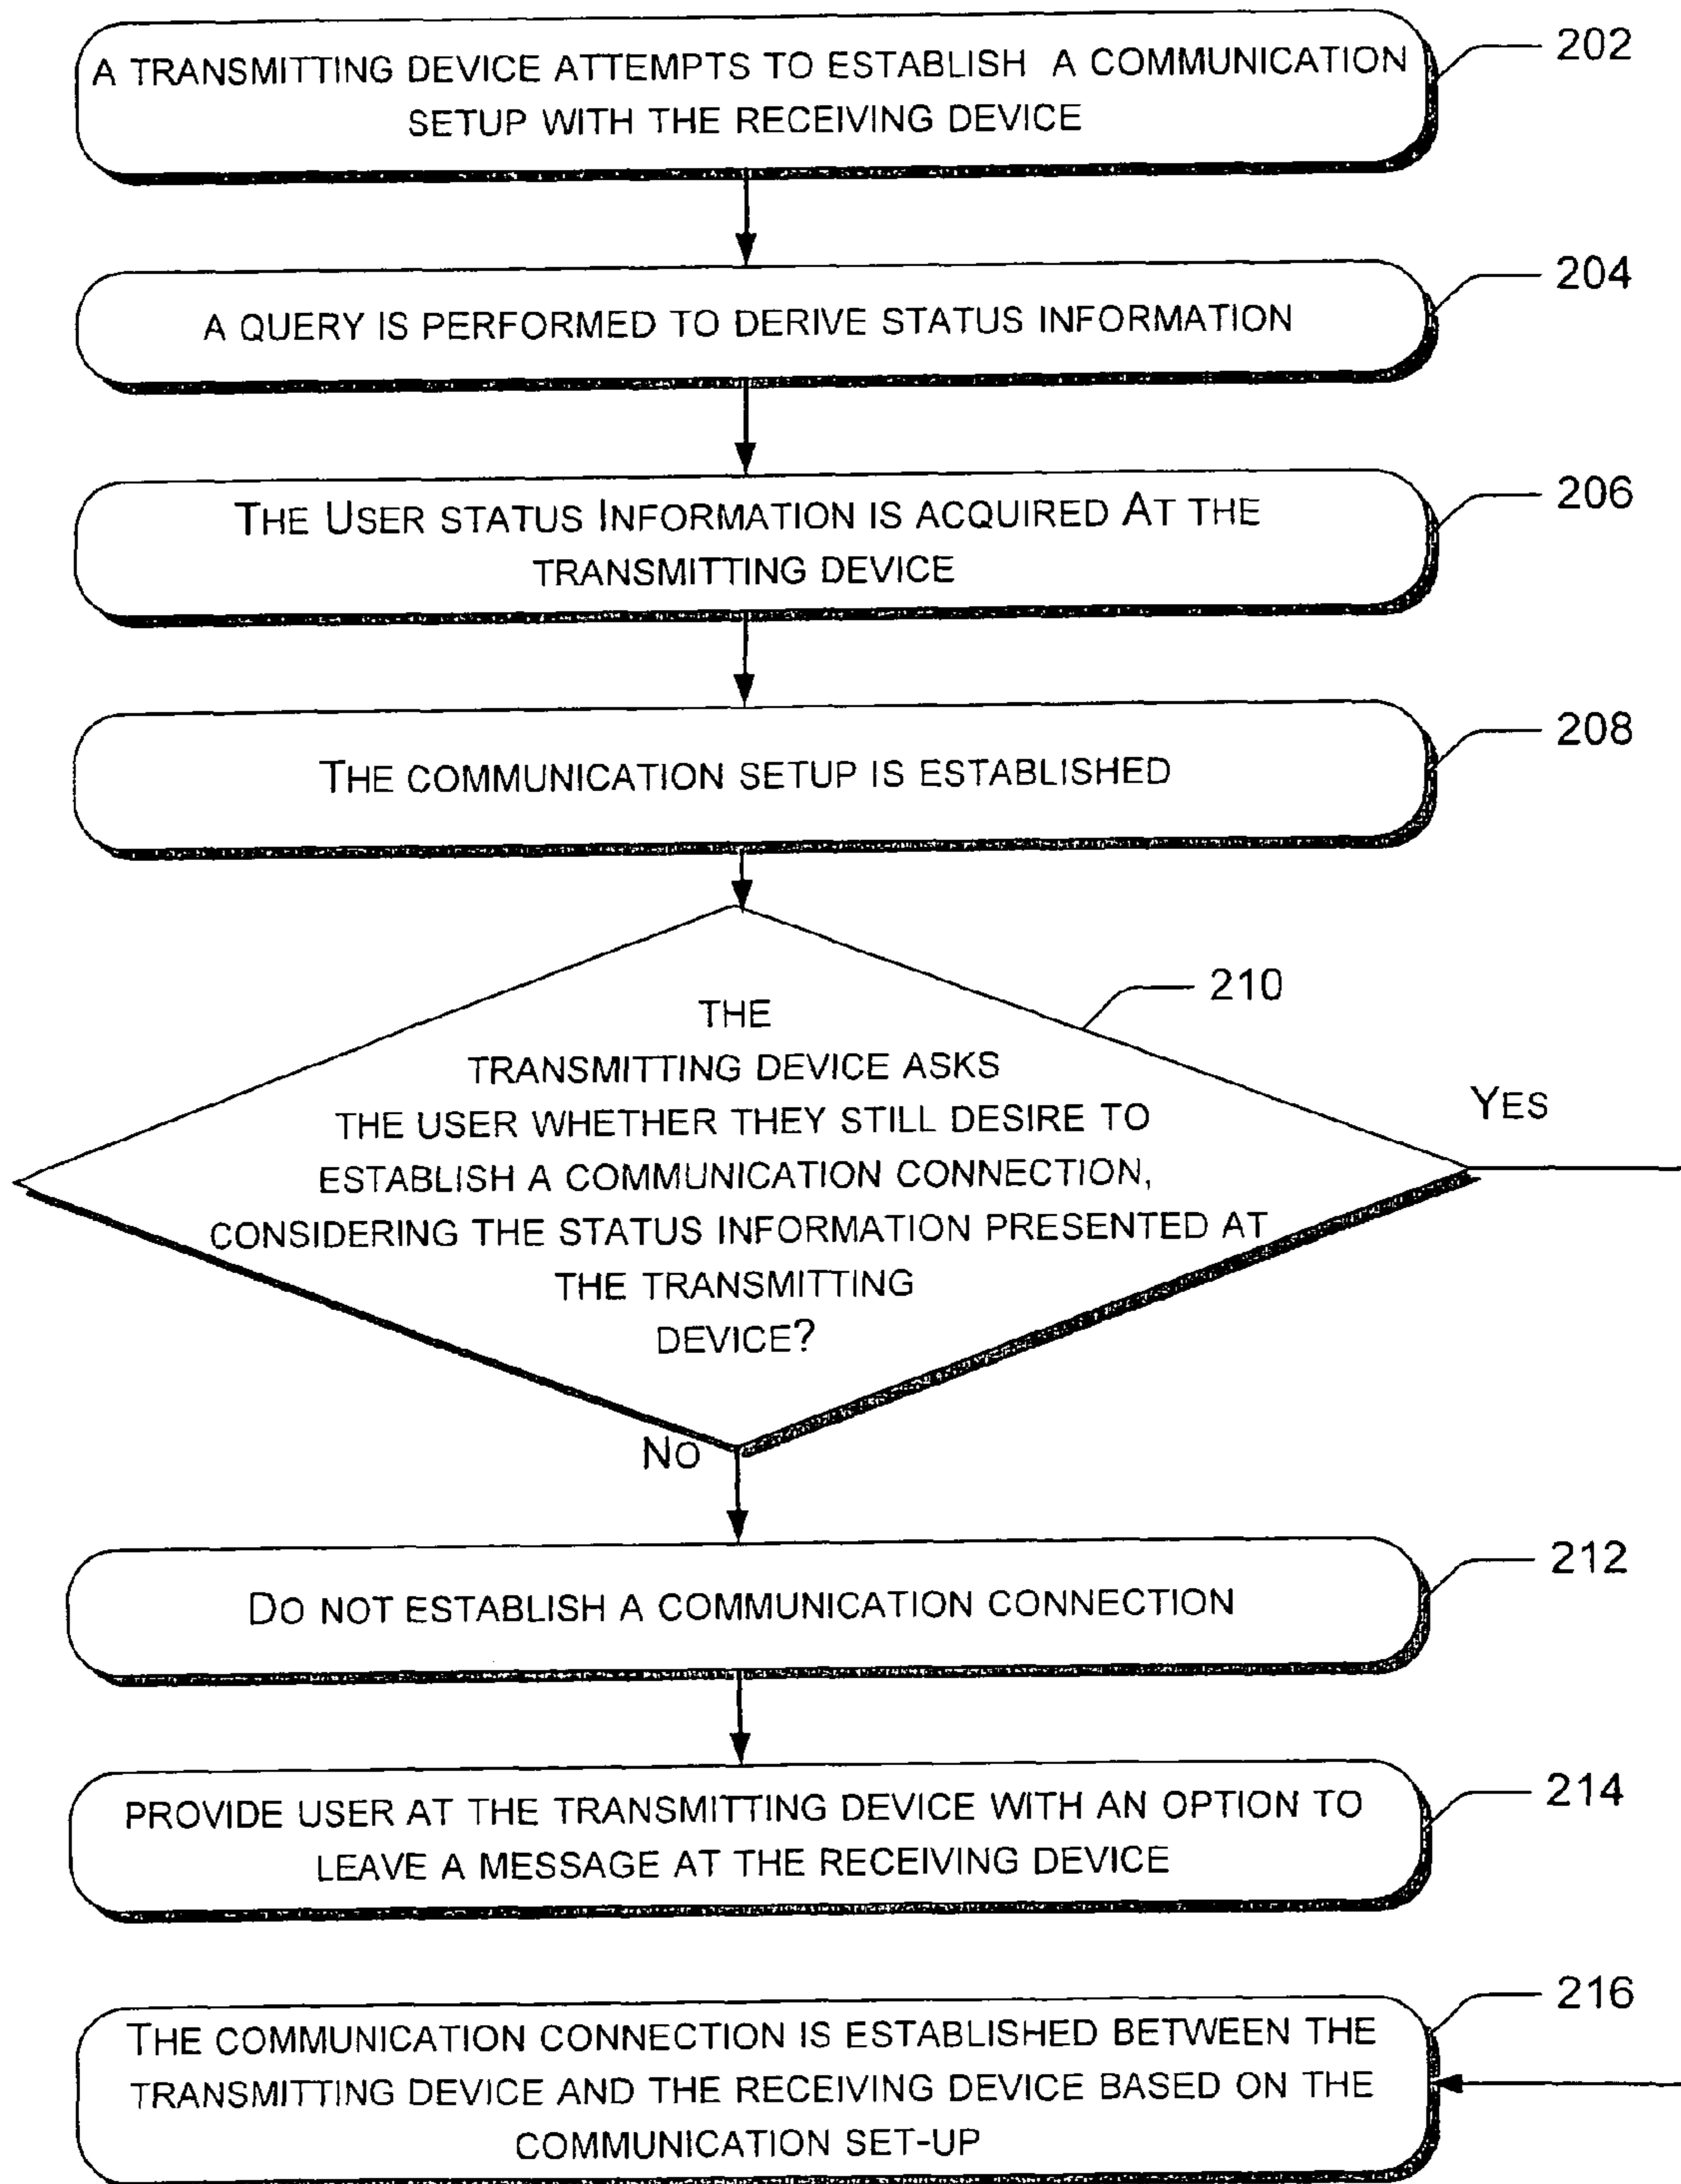 A TRANSMITTING DEVICE ATTEMPTS TO ESTABLISH A COMMUNICATION
SETUP WITH THE RECEIVING DEVICE
202
A QUERY IS PERFORMED TO DERIVE STATUS INFORMATION
204
THE USER STATUS INFORMATION IS ACQUIRED AT THE
TRANSMITTING DEVICE
206
THE COMMUNICATION SETUP IS ESTABLISHED
208
THE
TRANSMITTING DEVICE ASKS
THE USER WHETHER THEY STILL DESIRE TO
ESTABLISH A COMMUNICATION CONNECTION,
CONSIDERING THE STATUS INFORMATION PRESENTED AT
THE TRANSMITTING
DEVICE?
210
YES
NO
DO NOT ESTABLISH A COMMUNICATION CONNECTION
212
PROVIDE USER AT THE TRANSMITTING DEVICE WITH AN OPTION TO
LEAVE A MESSAGE AT THE RECEIVING DEVICE
214
THE COMMUNICATION CONNECTION IS ESTABLISHED BETWEEN THE
TRANSMITTING DEVICE AND THE RECEIVING DEVICE BASED ON THE
COMMUNICATION SET-UP
216